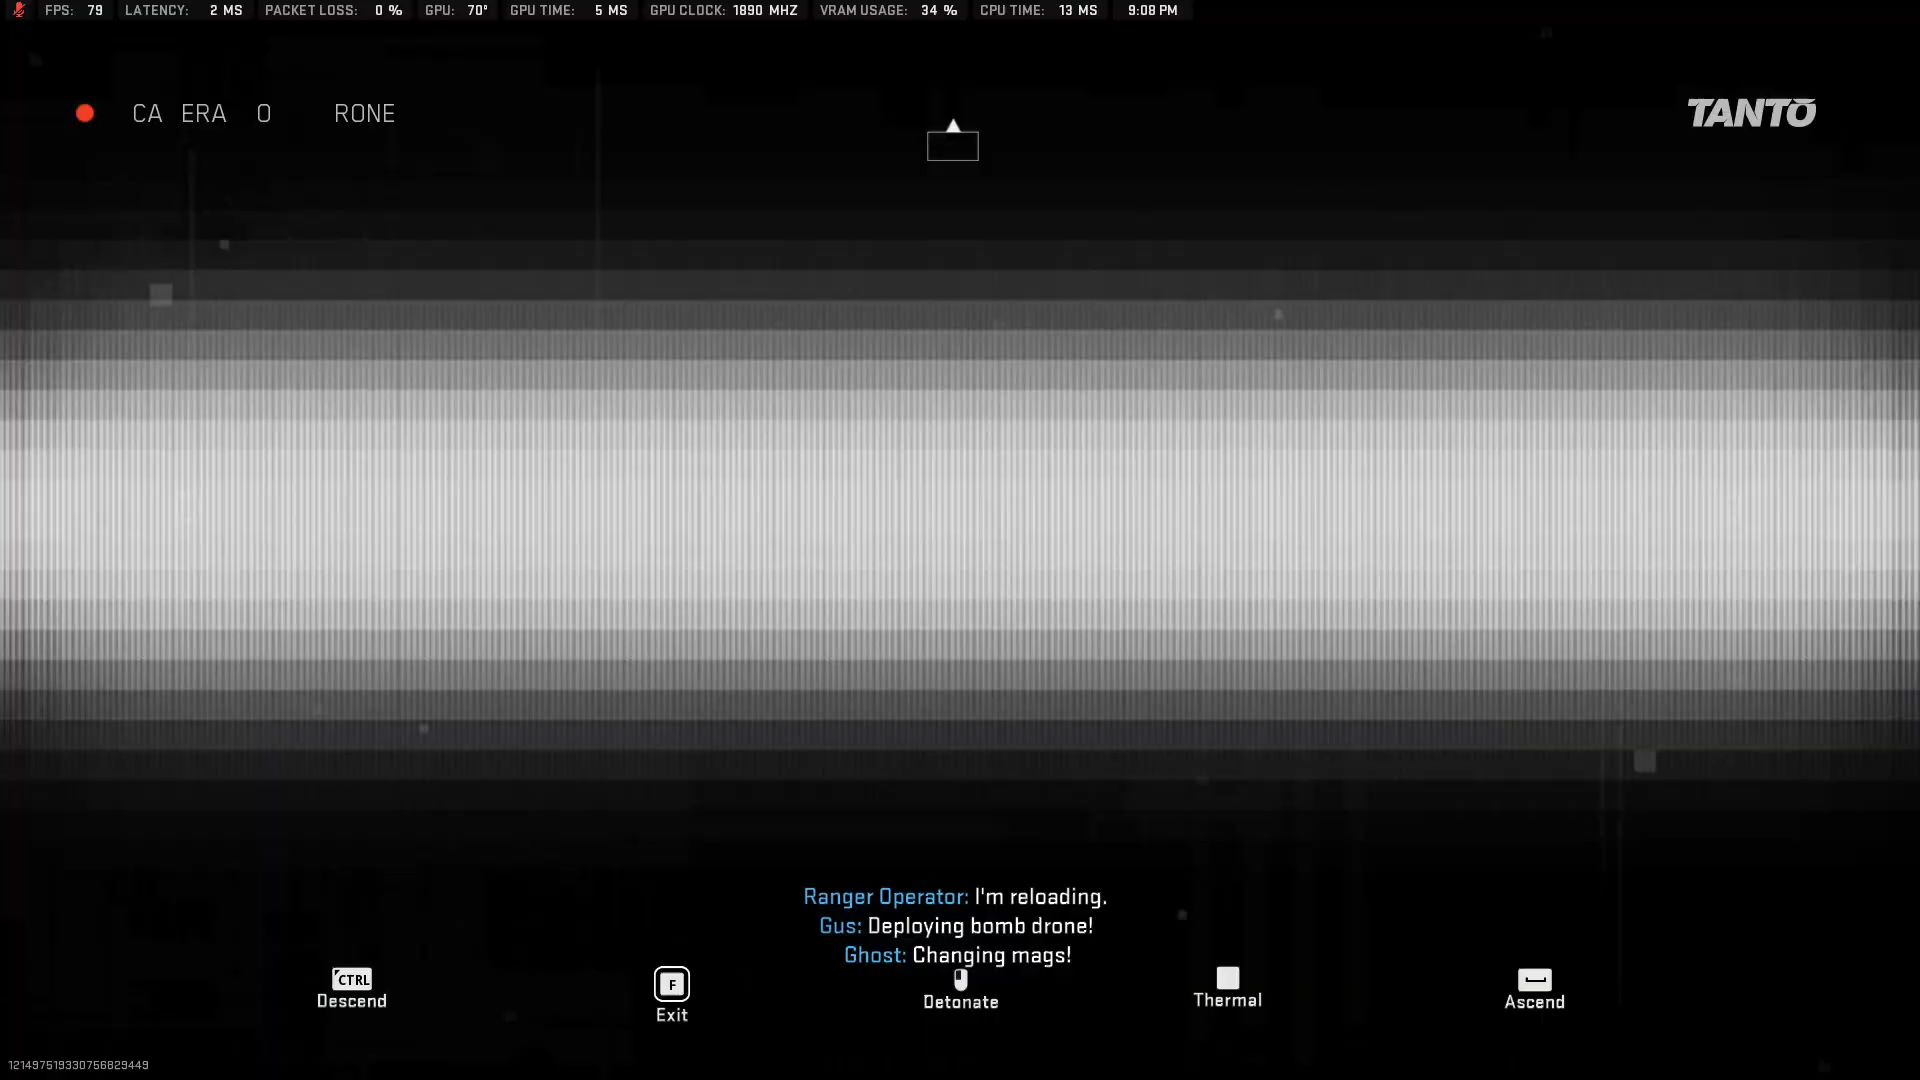 FPS: 79 LATENCY: 2 MS PACKET LOSS: 0 % GPU: 70° GPU TIME: 5 MS GPU CLOCK: 1890 MHZ VRAM USAGE: 34 % CPU TIME: 13 MS 9:08 PM
CA ERA O RONE
TANTO
Ranger Operator: I'm reloading.
Gus: Deploying bomb drone!
Ghost: Changing mags!
CTRL
Descend
F
Exit
Detonate
Thermal
Ascend
121497519330756829449